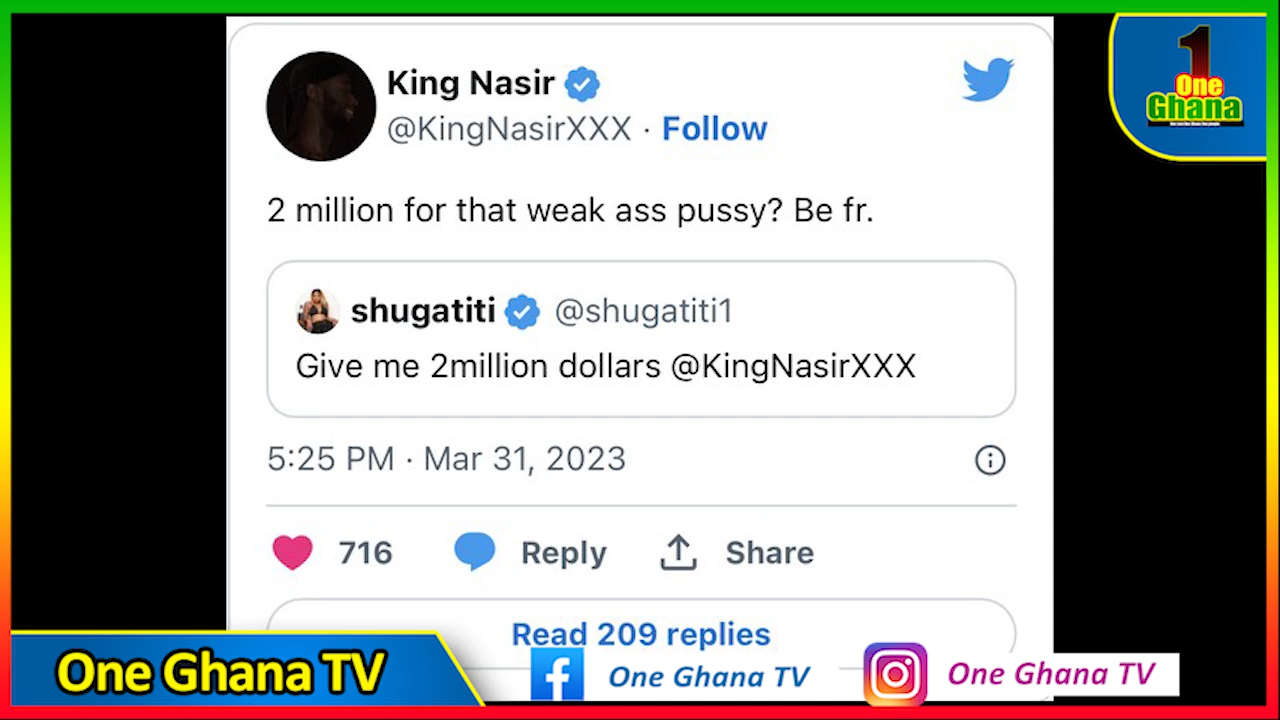 King Nasir
@KingNasirXXX · Follow
2 million for that weak ass pussy? Be fr.
shugatiti @shugatiti1
Give me 2million dollars @KingNasirXXX
5:25 PM · Mar 31, 2023
716 Reply Share
Read 209 replies
1
One
Ghana
One Ghana TV
One Ghana TV
One Ghana TV